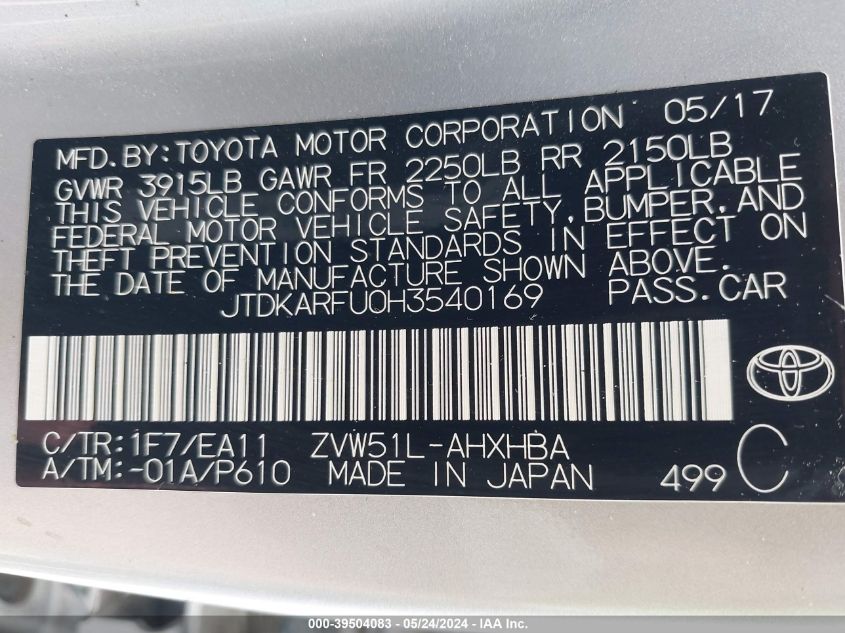 MFD. BY: TOYOTA MOTOR CORPORATION 05/17
GVWR 3915LB GAWR FR 2250LB RR 2150LB
THIS VEHICLE CONFORMS TO ALL APPLICABLE
FEDERAL MOTOR VEHICLE SAFETY, BUMPER, AND
THEFT PREVENTION STANDARDS IN EFFECT ON
THE DATE OF MANUFACTURE SHOWN ABOVE.
JTDKARFU0H3540169 PASS. CAR
C/TR: 1F7/EA11 ZVW51L-AHXHBA
A/TM: -01A/P610 MADE IN JAPAN 499 C
000-39504083 - 05/24/2024 - IAA Inc.